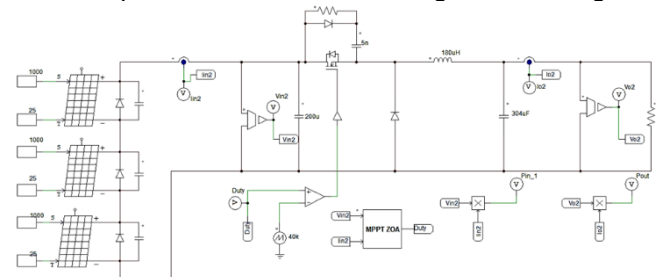 5n
180uH
1000
S
+
Iin2
V
Iin2
Io2
V
Io2
25
T
-
Vin2
V
Vin2
200u
304uF
Vo2
V
Vo2
1000
S
+
25
T
-
Duty
V
Duty
40k
Vin2
Iin2
MPPT ZOA
Duty
Pin_1
V
Vin2
Iin2
Pout
V
Vo2
Io2
1000
S
+
25
T
-